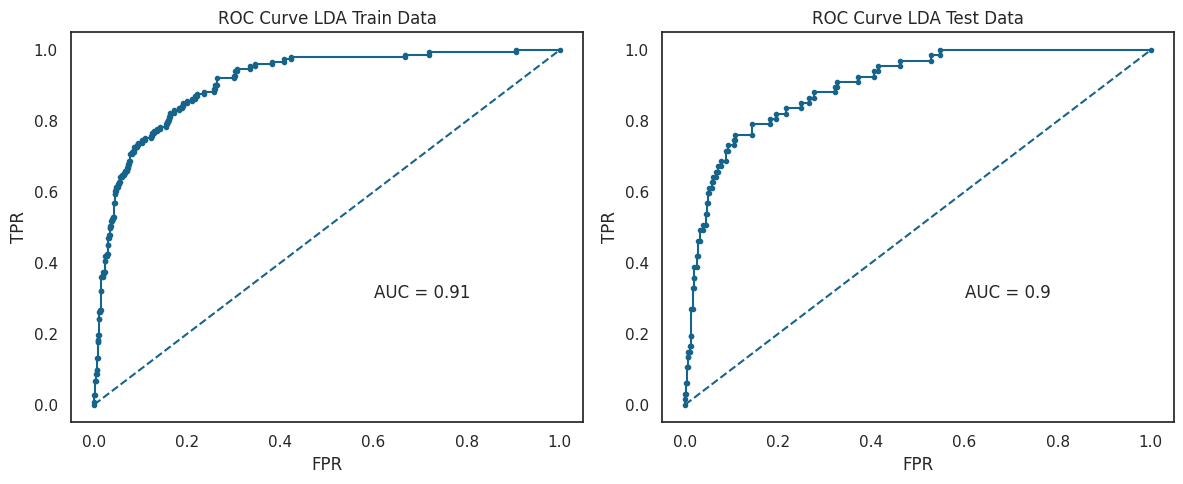 ROC Curve LDA Train Data
1.0
0.8
0.6
0.4
0.2
0.0
TPR
AUC = 0.91
0.0 0.2 0.4 0.6 0.8 1.0
FPR
ROC Curve LDA Test Data
1.0
0.8
0.6
0.4
0.2
0.0
TPR
AUC = 0.9
0.0 0.2 0.4 0.6 0.8 1.0
FPR